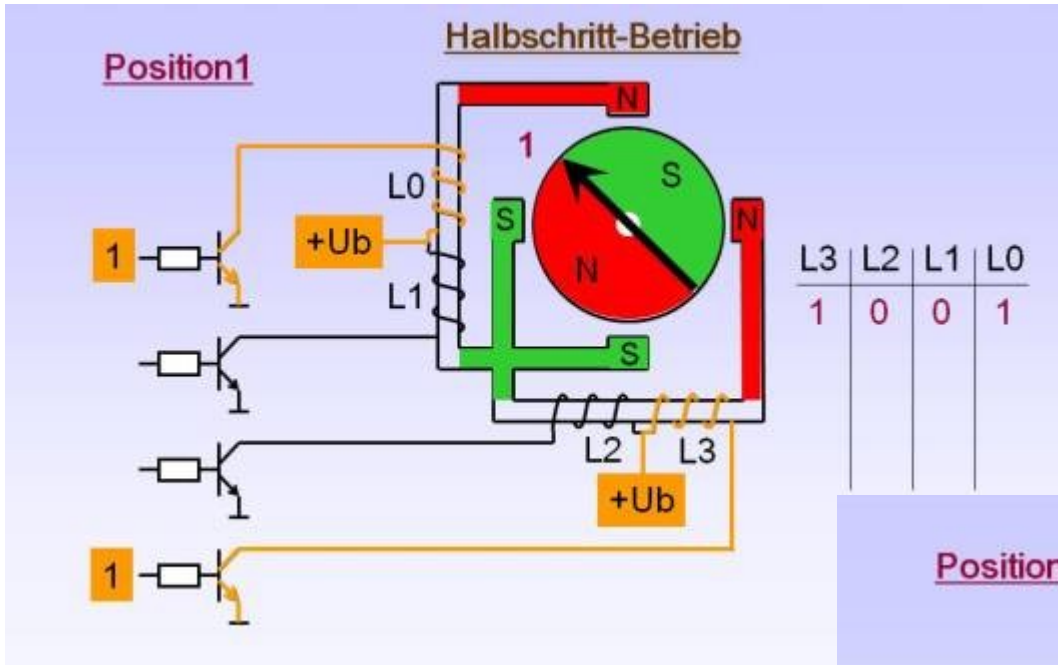 Halbschritt-Betrieb
Position1
N
1
S
L0
S
N
1
+Ub
N
L3 L2 L1 L0
L1
1 0 0 1
S
L2 L3
+Ub
1
Position